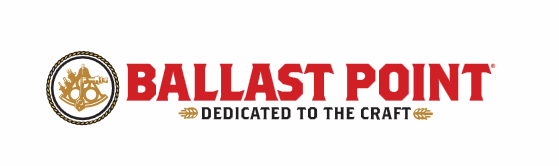 BALLAST POINT®
DEDICATED TO THE CRAFT